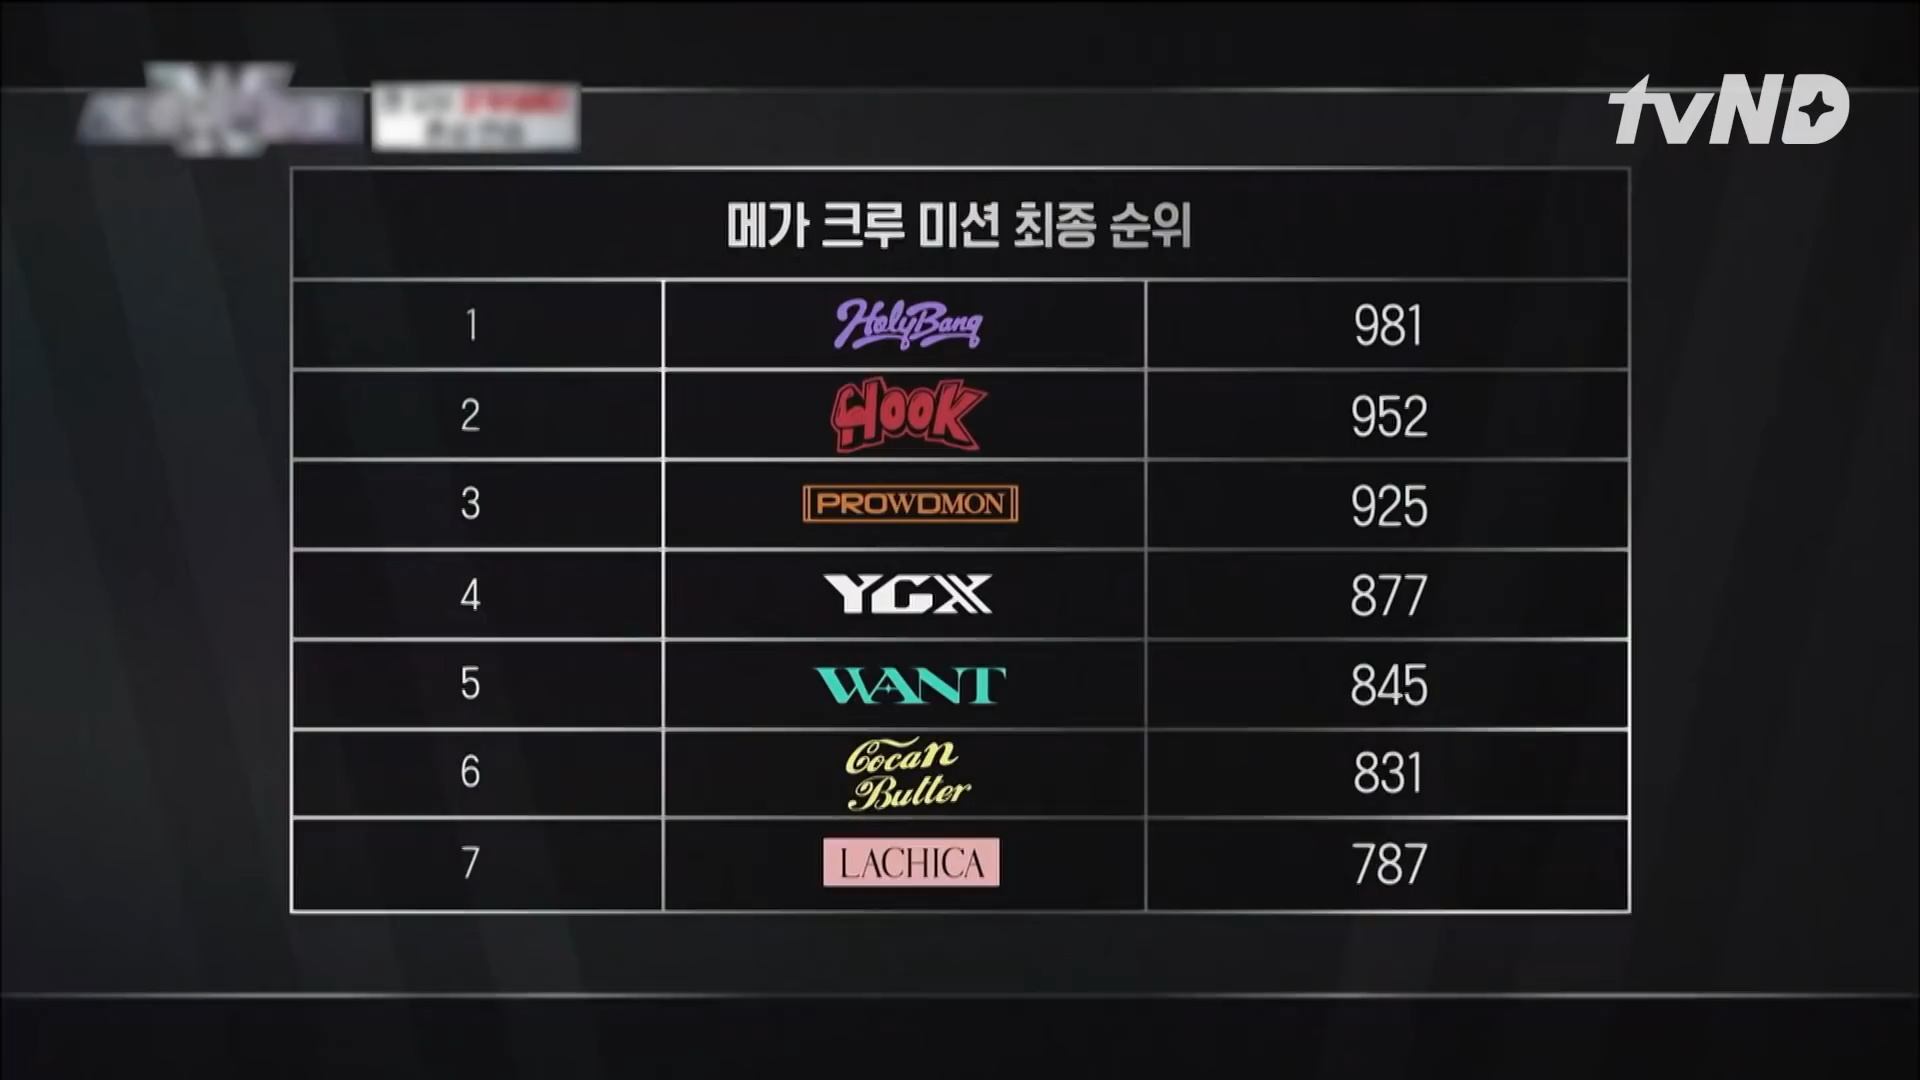 tvND
메가 크루 미션 최종 순위
1 HolyBang 981
2 HOOK 952
3 PROWDMON 925
4 YGX 877
5 WANT 845
6 Cocan Butter 831
7 LACHICA 787